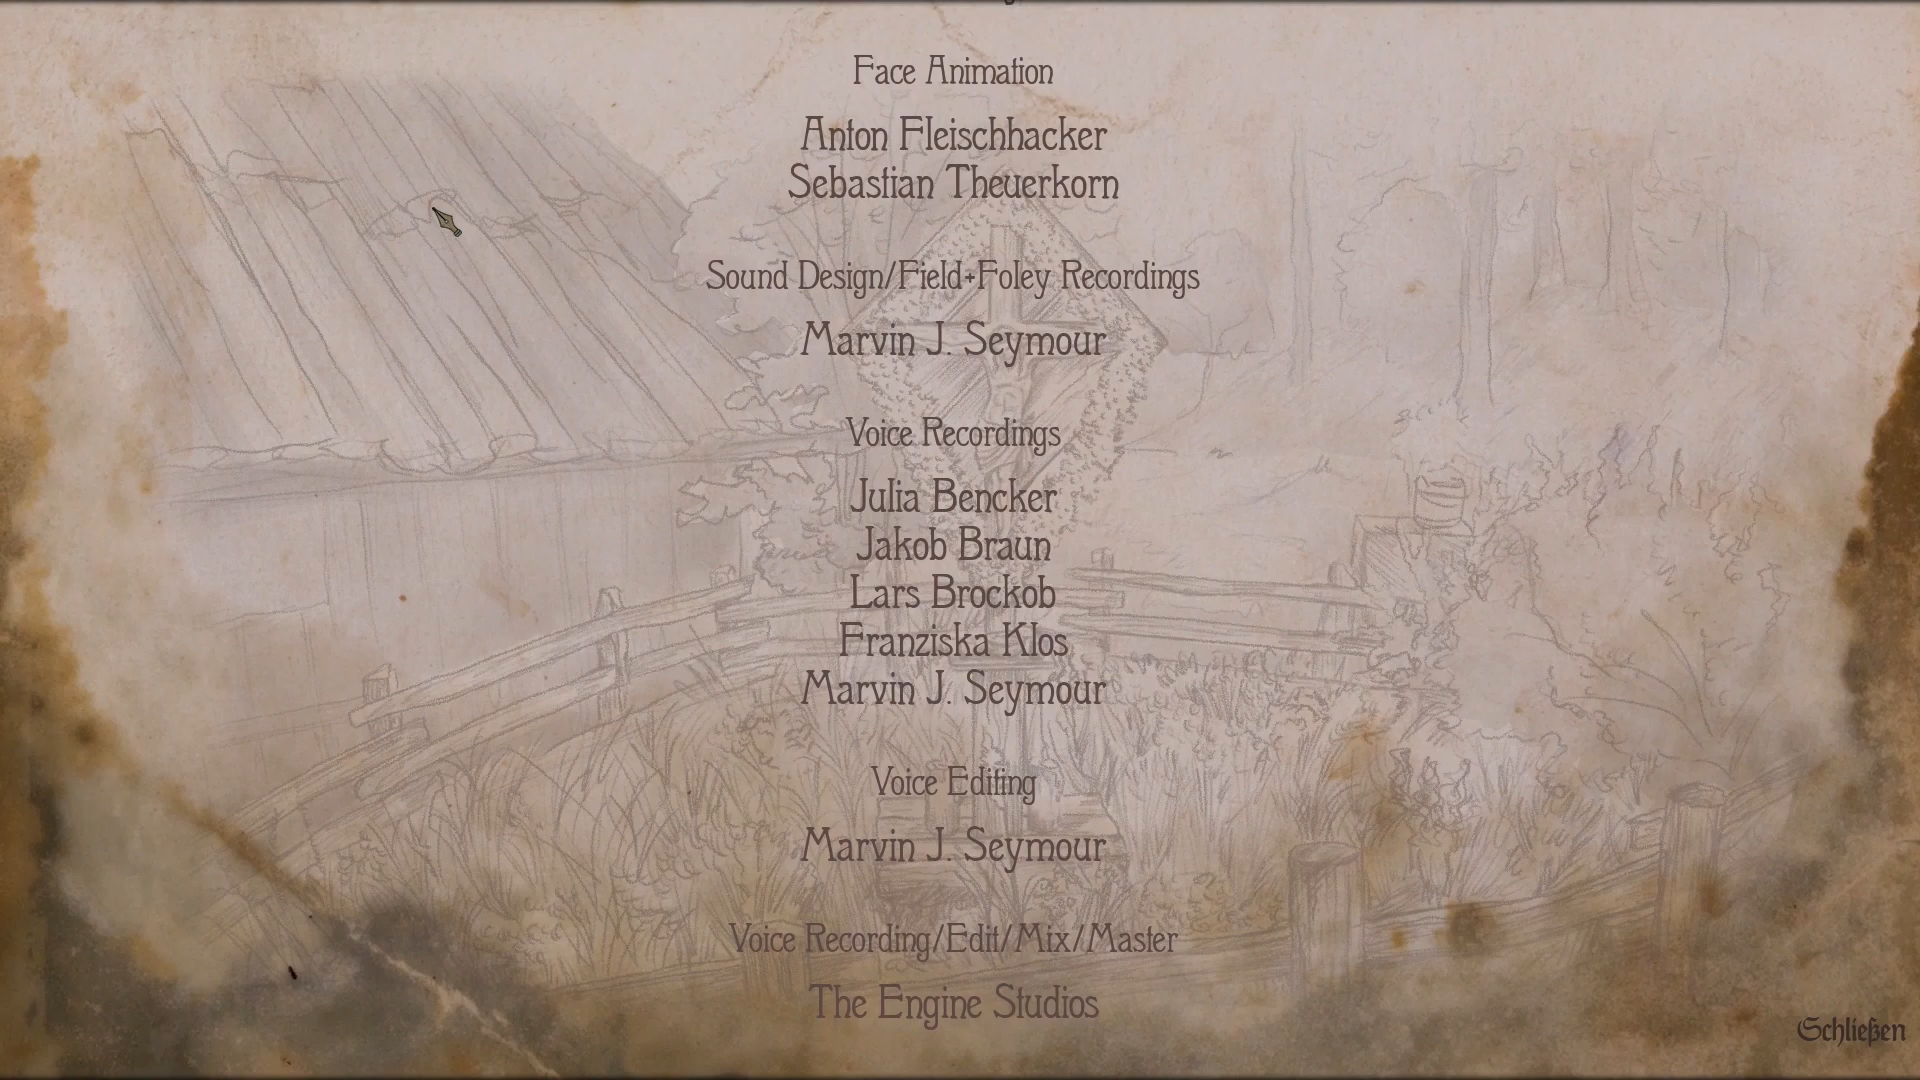 Face Animation
Anton Fleischhacker
Sebastian Theuerkorn
Sound Design/Field+Foley Recordings
Marvin J. Seymour
Voice Recordings
Julia Bencker
Jakob Braun
Lars Brockob
Franziska Klos
Marvin J. Seymour
Voice Editing
Marvin J. Seymour
Voice Recording/Edit/Mix/Master
The Engine Studios
Schließen